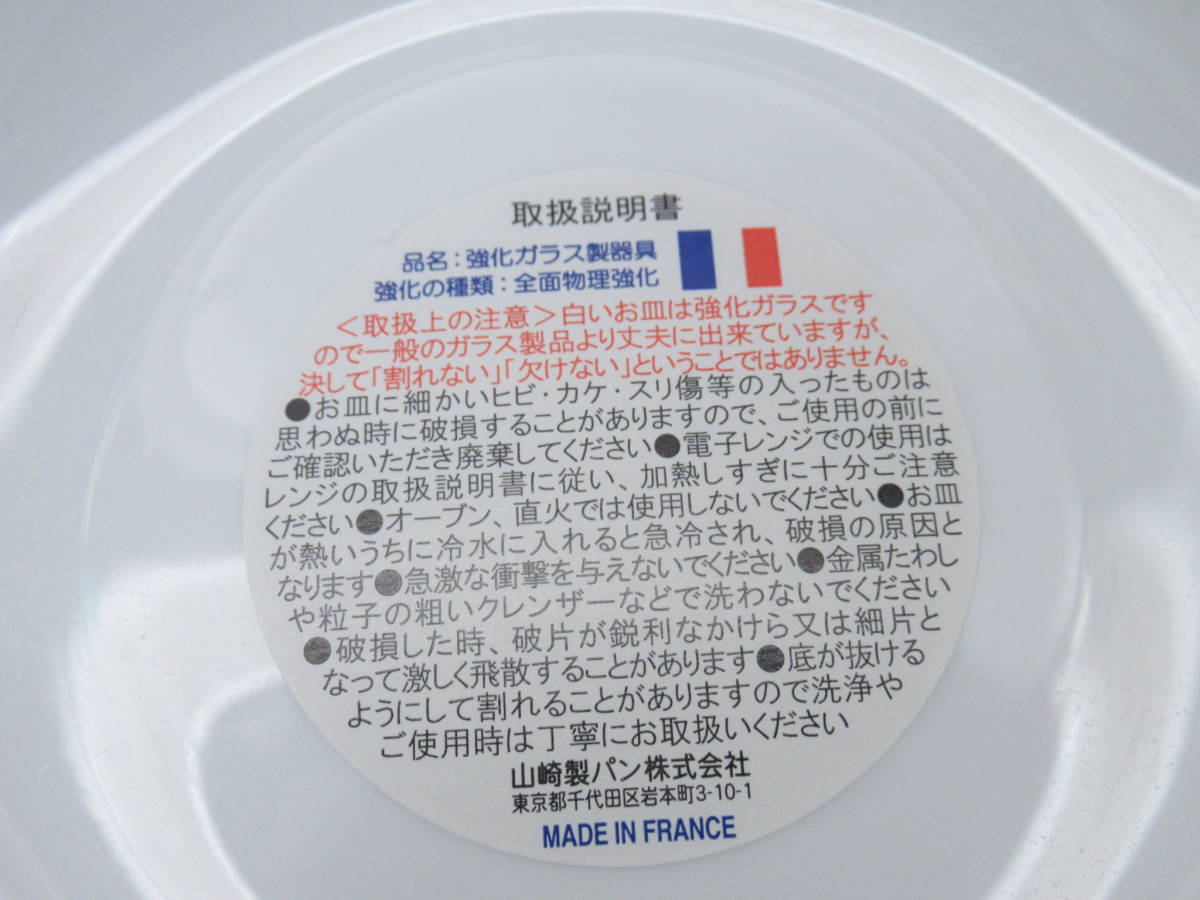 取扱説明書
品名：強化ガラス製器具
強化の種類：全面物理強化
＜取扱上の注意＞白いお皿は強化ガラスです
ので一般のガラス製品より丈夫に出来ていますが、
決して「割れない」「欠けない」ということではありません。
●お皿に細かいヒビ・カケ・スリ傷等の入ったものは
思わぬ時に破損することがありますので、ご使用の前に
ご確認いただき廃棄してください●電子レンジでの使用は
レンジの取扱説明書に従い、加熱しすぎに十分ご注意
ください●オーブン、直火では使用しないでください●お皿
が熱いうちに冷水に入れると急冷され、破損の原因と
なります●急激な衝撃を与えないでください●金属たわし
や粒子の粗いクレンザーなどで洗わないでください
●破損した時、破片が鋭利なかけら又は細片と
なって激しく飛散することがあります●底が抜ける
ようにして割れることがありますので洗浄や
ご使用時は丁寧にお取扱いください
山崎製パン株式会社
東京都千代田区岩本町3-10-1
MADE IN FRANCE